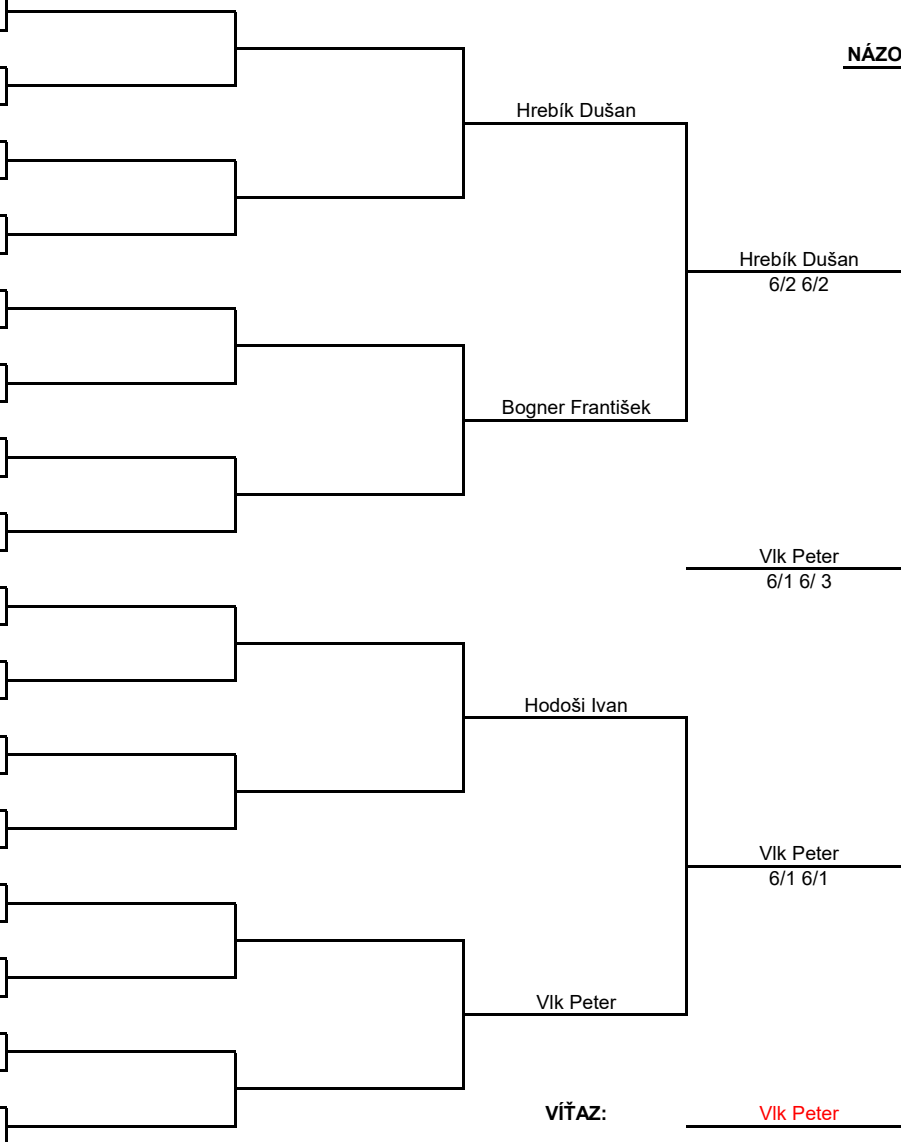 NÁZO
Hrebík Dušan
Hrebík Dušan
6/2 6/2
Bogner František
Vlk Peter
6/1 6/ 3
Hodoši Ivan
Vlk Peter
6/1 6/1
Vlk Peter
VÍŤAZ: Vlk Peter